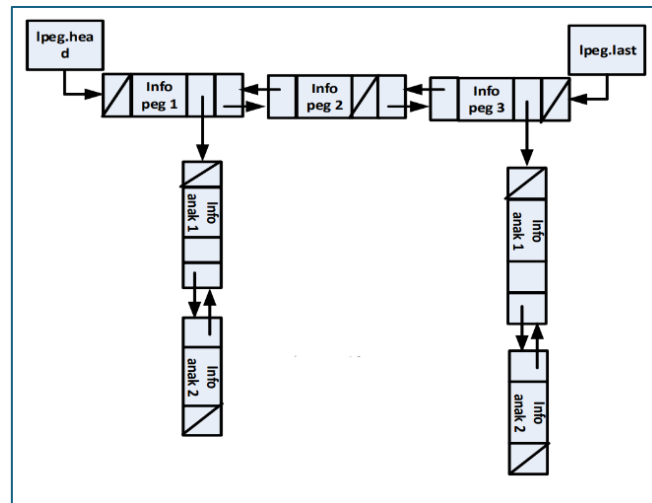 lpeg.hea
d
lpeg.last
Info
peg 1
Info
peg 2
Info
peg 3
Info
anak 1
Info
anak 2
Info
anak 1
Info
anak 2